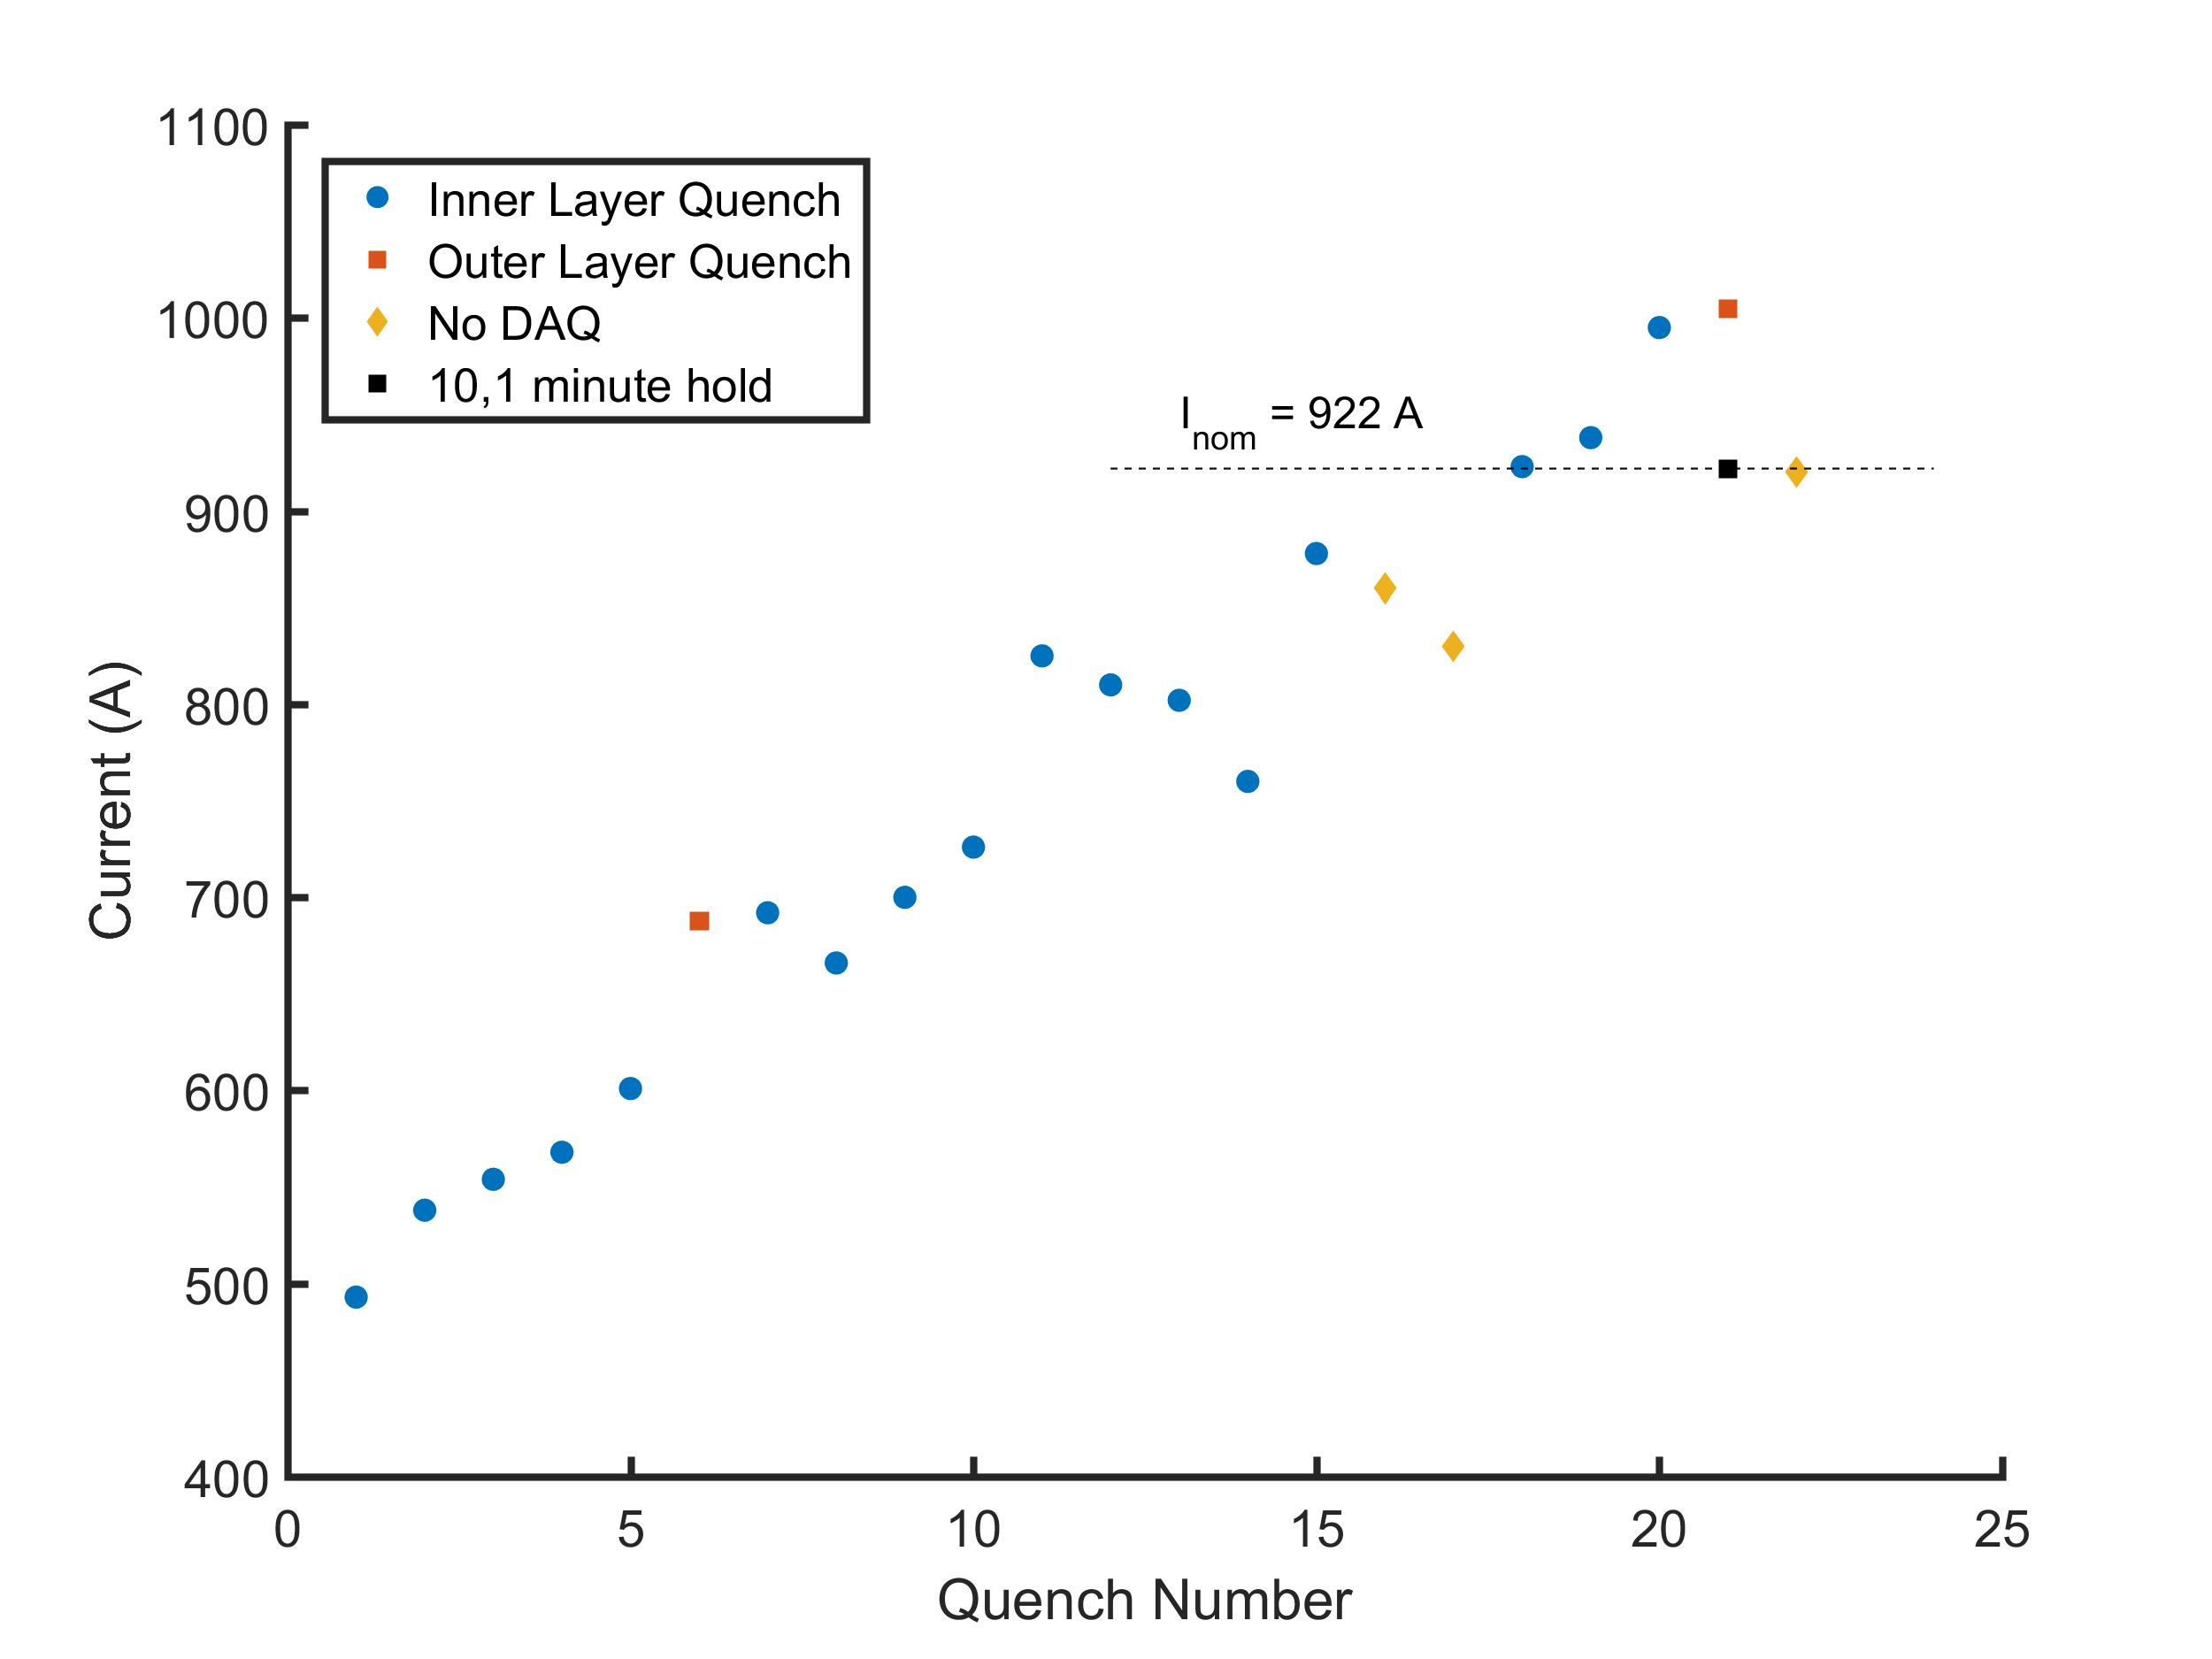 1100
1000
900
800
700
600
500
400
Current (A)
Inner Layer Quench
Outer Layer Quench
No DAQ
10,1 minute hold
Inom = 922 A
0 5 10 15 20 25
Quench Number